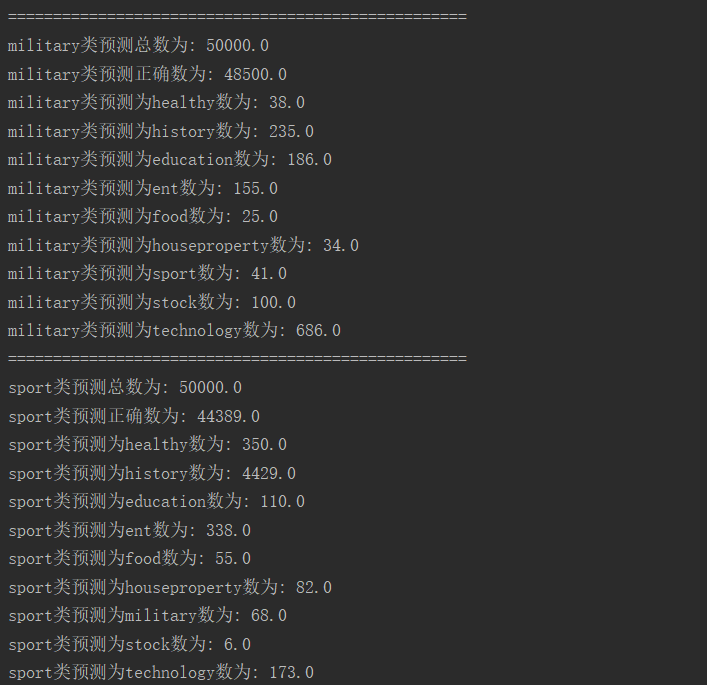 ===================================================
military类预测总数为: 50000.0
military类预测正确数为: 48500.0
military类预测为healthy数为: 38.0
military类预测为history数为: 235.0
military类预测为education数为: 186.0
military类预测为ent数为: 155.0
military类预测为food数为: 25.0
military类预测为houseproperty数为: 34.0
military类预测为sport数为: 41.0
military类预测为stock数为: 100.0
military类预测为technology数为: 686.0
===================================================
sport类预测总数为: 50000.0
sport类预测正确数为: 44389.0
sport类预测为healthy数为: 350.0
sport类预测为history数为: 4429.0
sport类预测为education数为: 110.0
sport类预测为ent数为: 338.0
sport类预测为food数为: 55.0
sport类预测为houseproperty数为: 82.0
sport类预测为military数为: 68.0
sport类预测为stock数为: 6.0
sport类预测为technology数为: 173.0